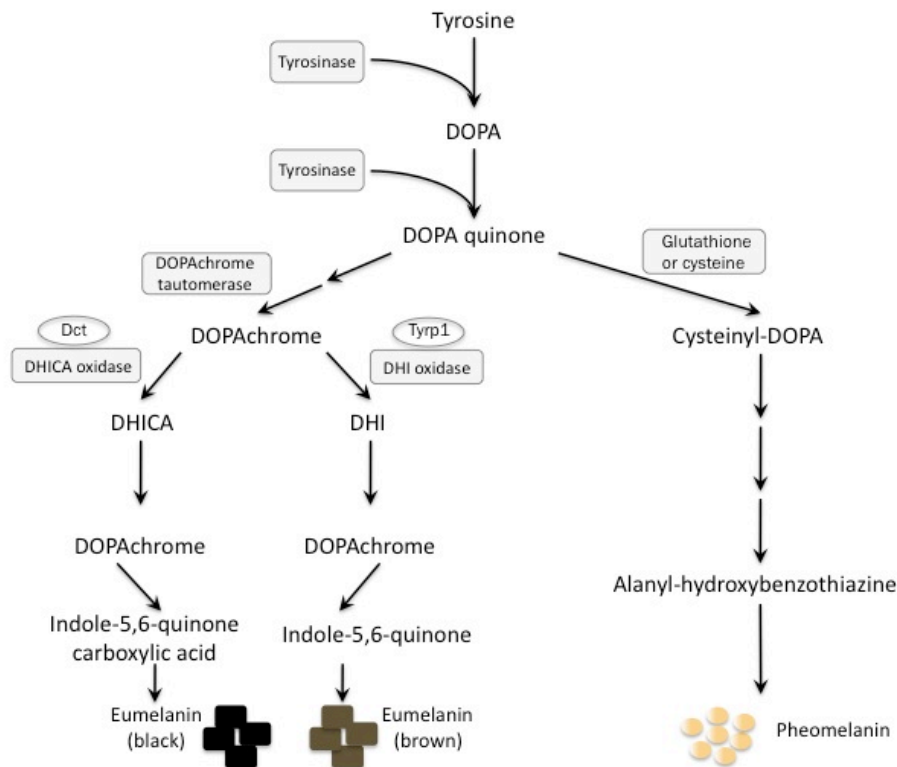 Tyrosine
Tyrosinase
DOPA
Tyrosinase
DOPA quinone
Glutathione
or cysteine
DOPAchrome
tautomerase
Dct
DHICA oxidase
DOPAchrome
Tyrp1
DHI oxidase
Cysteinyl-DOPA
DHICA
DHI
DOPAchrome
DOPAchrome
Alanyl-hydroxybenzothiazine
Indole-5,6-quinone
carboxylic acid
Indole-5,6-quinone
Eumelanin
(black)
Eumelanin
(brown)
Pheomelanin